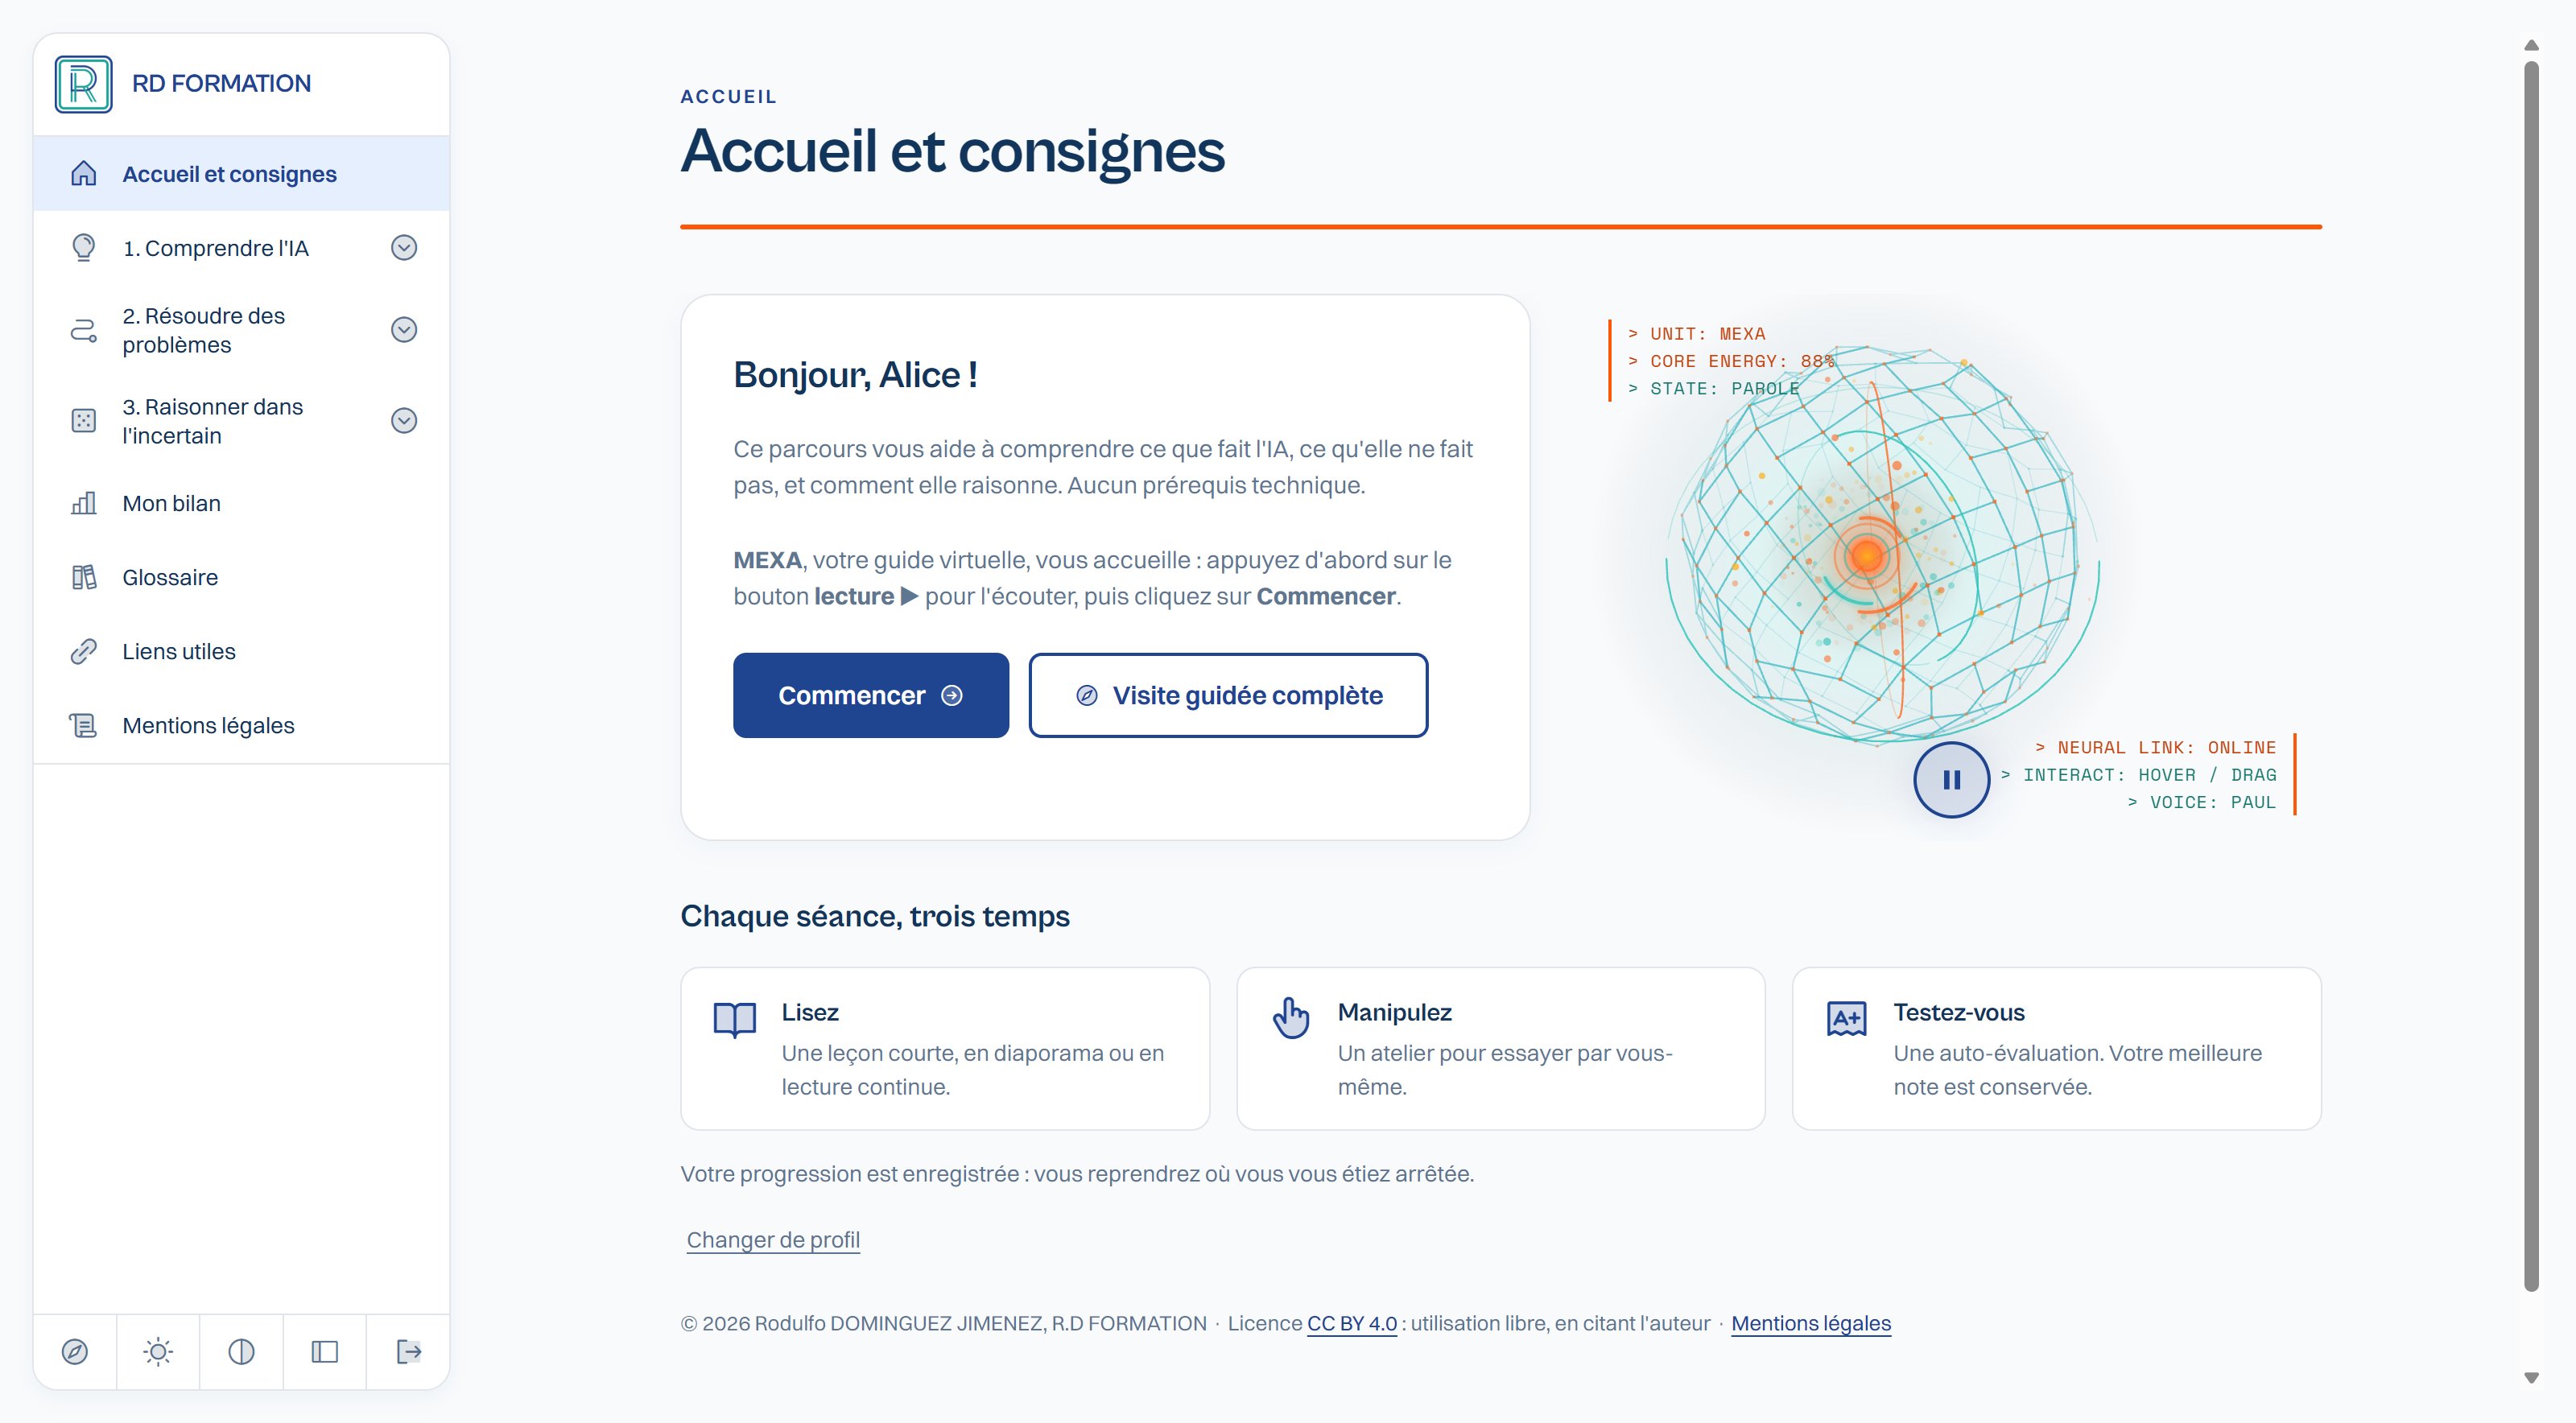 RD FORMATION
Accueil et consignes
1. Comprendre l'IA
2. Résoudre des
problèmes
3. Raisonner dans
l'incertain
Mon bilan
Glossaire
Liens utiles
Mentions légales
ACCUEIL
Accueil et consignes
Bonjour, Alice !
Ce parcours vous aide à comprendre ce que fait l'IA, ce qu'elle ne fait
pas, et comment elle raisonne. Aucun prérequis technique.
MEXA, votre guide virtuelle, vous accueille : appuyez d'abord sur le
bouton lecture ▶ pour l'écouter, puis cliquez sur Commencer.
Commencer
Visite guidée complète
> UNIT: MEXA
> CORE ENERGY: 88%
> STATE: PAROLE
> NEURAL LINK: ONLINE
> INTERACT: HOVER / DRAG
> VOICE: PAUL
Chaque séance, trois temps
Lisez
Une leçon courte, en diaporama ou en
lecture continue.
Manipulez
Un atelier pour essayer par vous-
même.
A+
Testez-vous
Une auto-évaluation. Votre meilleure
note est conservée.
Votre progression est enregistrée : vous reprendrez où vous vous étiez arrêtée.
Changer de profil
© 2026 Rodulfo DOMINGUEZ JIMENEZ, R.D FORMATION · Licence CC BY 4.0 : utilisation libre, en citant l'auteur · Mentions légales